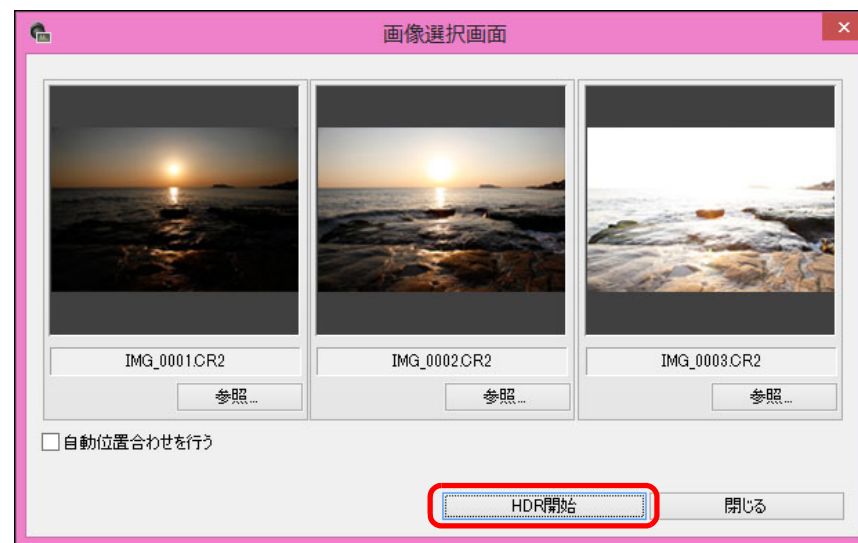 画像選択画面
IMG_0001.CR2
IMG_0002.CR2
IMG_0003.CR2
参照...
参照...
参照...
自動位置合わせを行う
HDR開始
閉じる